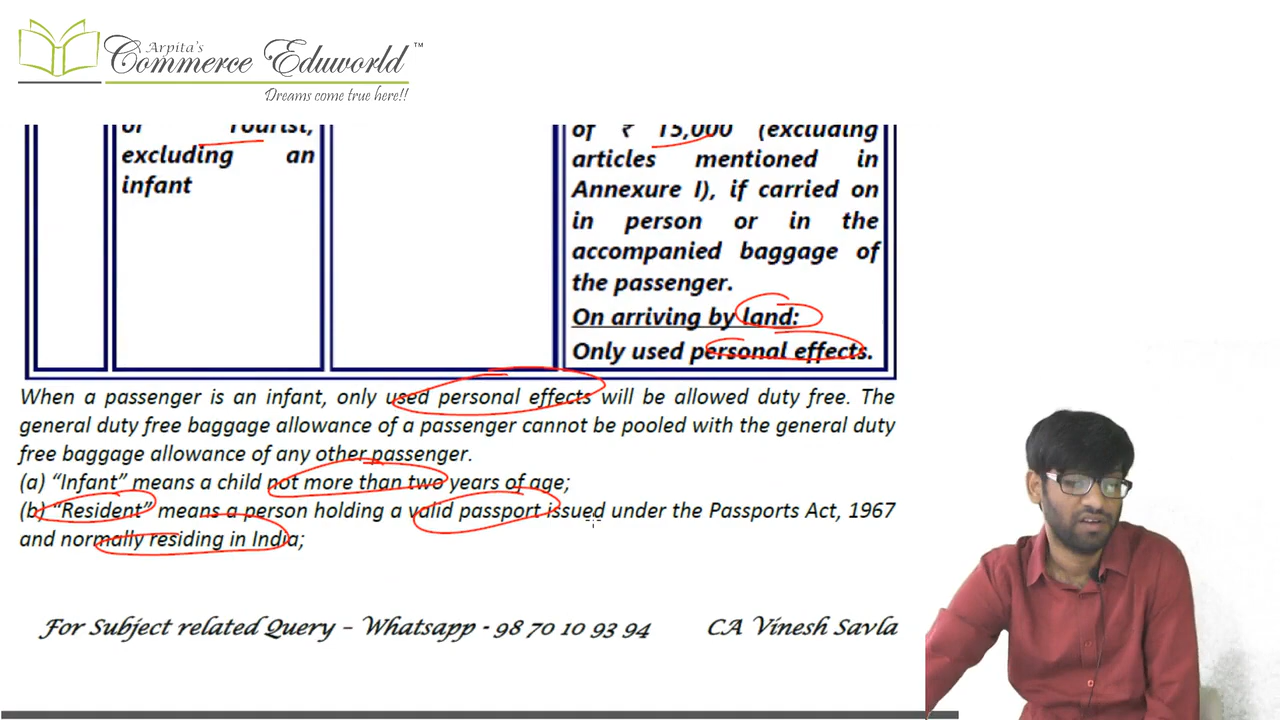 Arpita's
Commerce Eduworld™
Dreams come true here!!
or Tourist,
excluding an
infant
of ₹ 15,000 (excluding
articles mentioned in
Annexure I), if carried on
in person or in the
accompanied baggage of
the passenger.
On arriving by land:
Only used personal effects.
When a passenger is an infant, only used personal effects will be allowed duty free. The
general duty free baggage allowance of a passenger cannot be pooled with the general duty
free baggage allowance of any other passenger.
(a) “Infant” means a child not more than two years of age;
(b) “Resident” means a person holding a valid passport issued under the Passports Act, 1967
and normally residing in India;
For Subject related Query – Whatsapp - 98 70 10 93 94 CA Vinesh Savla